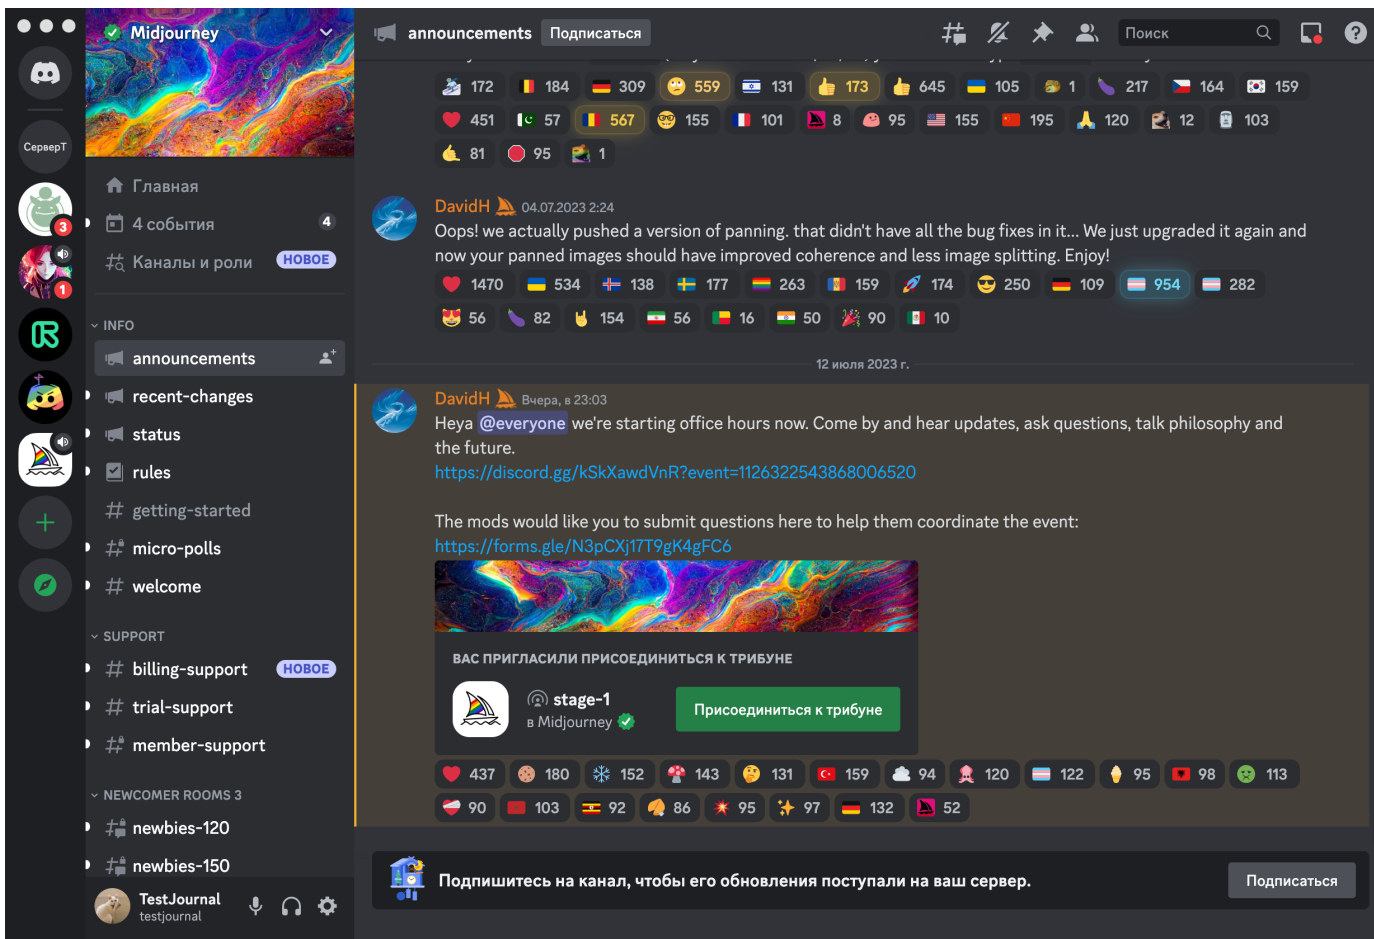 Midjourney
СерверТ
3
1
Главная
4 события
4
Каналы и роли
НОВОЕ
INFO
announcements
recent-changes
status
rules
getting-started
micro-polls
welcome
SUPPORT
billing-support
НОВОЕ
trial-support
member-support
NEWCOMER ROOMS 3
newbies-120
newbies-150
TestJournal
testjournal
announcements
Подписаться
Поиск
172 184 309 559 131 173 645 105 1 217 164 159
451 57 567 155 101 8 95 155 195 120 12 103
81 95 1
DavidH 04.07.2023 2:24
Oops! we actually pushed a version of panning. that didn't have all the bug fixes in it... We just upgraded it again and
now your panned images should have improved coherence and less image splitting. Enjoy!
1470 534 138 177 263 159 174 250 109 954 282
56 82 154 56 16 50 90 10
12 июля 2023 г.
DavidH Вчера, в 23:03
Heya @everyone we're starting office hours now. Come by and hear updates, ask questions, talk philosophy and
the future.
https://discord.gg/kSkXawdVnR?event=1126322543868006520
The mods would like you to submit questions here to help them coordinate the event:
https://forms.gle/N3pCXj17T9gK4gFC6
ВАС ПРИГЛАСИЛИ ПРИСОЕДИНИТЬСЯ К ТРИБУНЕ
stage-1
в Midjourney
Присоединиться к трибуне
437 180 152 143 131 159 94 120 122 95 98 113
90 103 92 86 95 97 132 52
Подпишитесь на канал, чтобы его обновления поступали на ваш сервер.
Подписаться